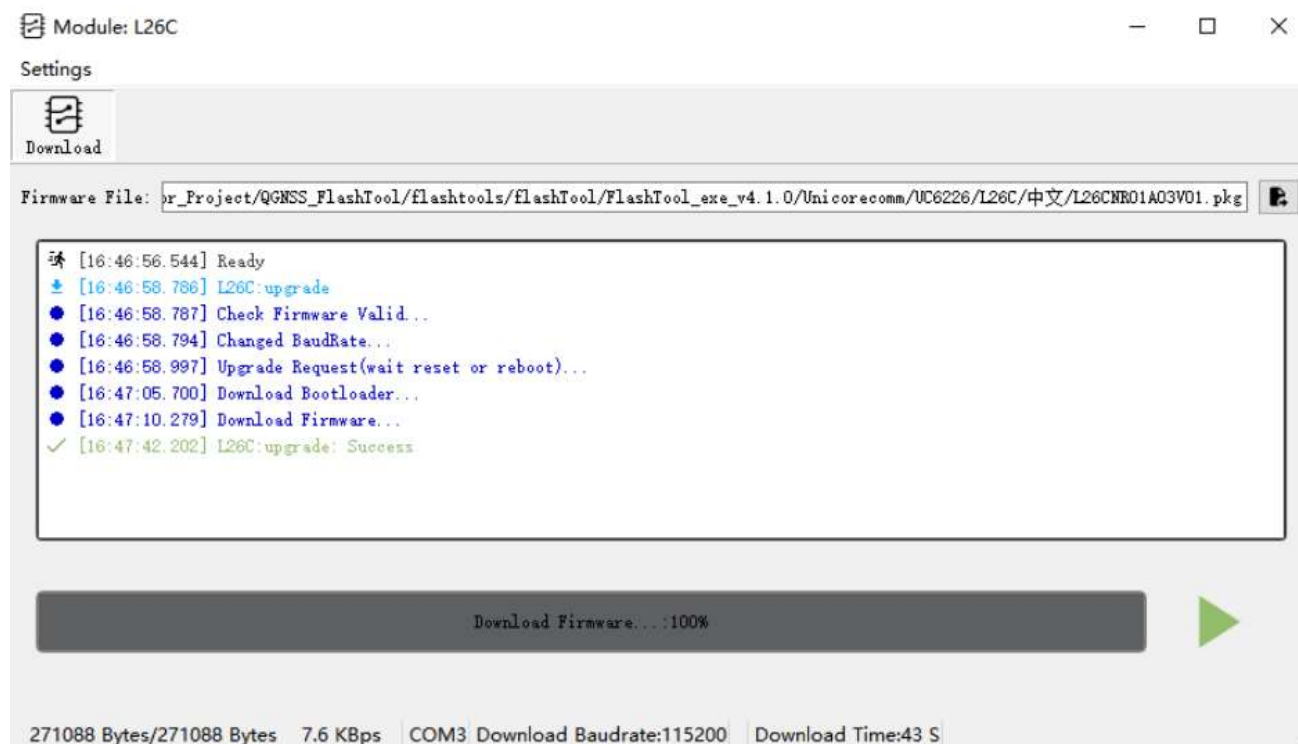 Module: L26C
Settings
Download
Firmware File: or_Project/QGNSS_FlashTool/flashtools/flashTool/FlashTool_exe_v4.1.0/Unicorecomm/UC6226/L26C/中文/L26CNR01A03V01.pkg
[16:46:56.544] Ready
[16:46:58.786] L26C:upgrade
[16:46:58.787] Check Firmware Valid...
[16:46:58.794] Changed BaudRate...
[16:46:58.997] Upgrade Request(wait reset or reboot)...
[16:47:05.700] Download Bootloader...
[16:47:10.279] Download Firmware...
[16:47:42.202] L26C:upgrade: Success
Download Firmware...:100%
271088 Bytes/271088 Bytes 7.6 KBps COM3 Download Baudrate:115200 Download Time:43 S